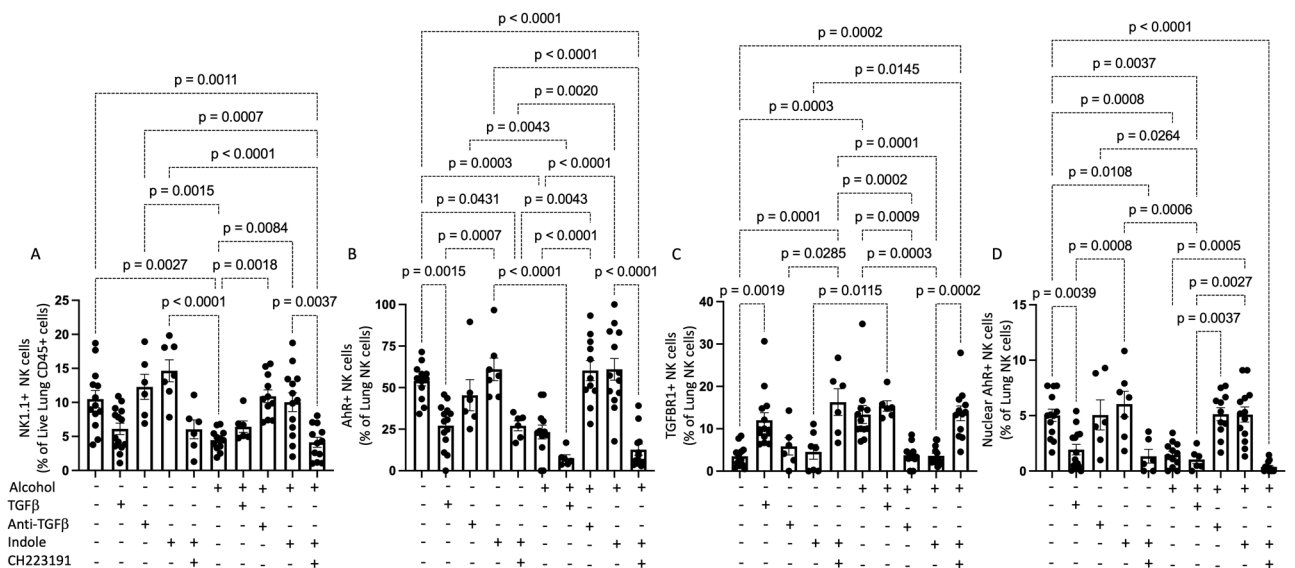 p = 0.0011
p = 0.0007
p < 0.0001
p = 0.0015
p = 0.0084
A
p = 0.0027
p = 0.0018
p < 0.0001
p = 0.0037
NK1.1+ NK cells
(% of Live Lung CD45+ cells)
25
20
15
10
5
0
p < 0.0001
p < 0.0001
p = 0.0020
p = 0.0043
p = 0.0003
p < 0.0001
p = 0.0431
p = 0.0043
p = 0.0007
p < 0.0001
B
p = 0.0015
p < 0.0001
p < 0.0001
AhR+ NK cells
(% of Lung NK cells)
100
75
50
25
0
p = 0.0002
p = 0.0145
p = 0.0003
p = 0.0001
p = 0.0002
p = 0.0001
p = 0.0009
C
p = 0.0285
p = 0.0003
p = 0.0019
p = 0.0115
p = 0.0002
TGFBR1+ NK cells
(% of Lung NK cells)
40
30
20
10
0
p < 0.0001
p = 0.0037
p = 0.0008
p = 0.0264
p = 0.0108
p = 0.0006
D
p = 0.0008
p = 0.0005
p = 0.0039
p = 0.0027
p = 0.0037
Nuclear AhR+ NK cells
(% of Lung NK cells)
15
10
5
0
Alcohol - - - - - + + + + + - - - - - + + + + + - - - - - + + + + + - - - - - + + + + +
TGFβ - + - - - - + - - - - + - - - - + - - - - + - - - - + - - - - + - - - - + - - -
Anti-TGFβ - - + - - - - + - - - - + - - - - + - - - - + - - - - + - - - - + - - - - + - -
Indole - - - + + - - - + + - - - + + - - - + + - - - + + - - - + + - - - + + - - - + +
CH223191 - - - - + - - - - + - - - - + - - - - + - - - - + - - - - + - - - - + - - - - +